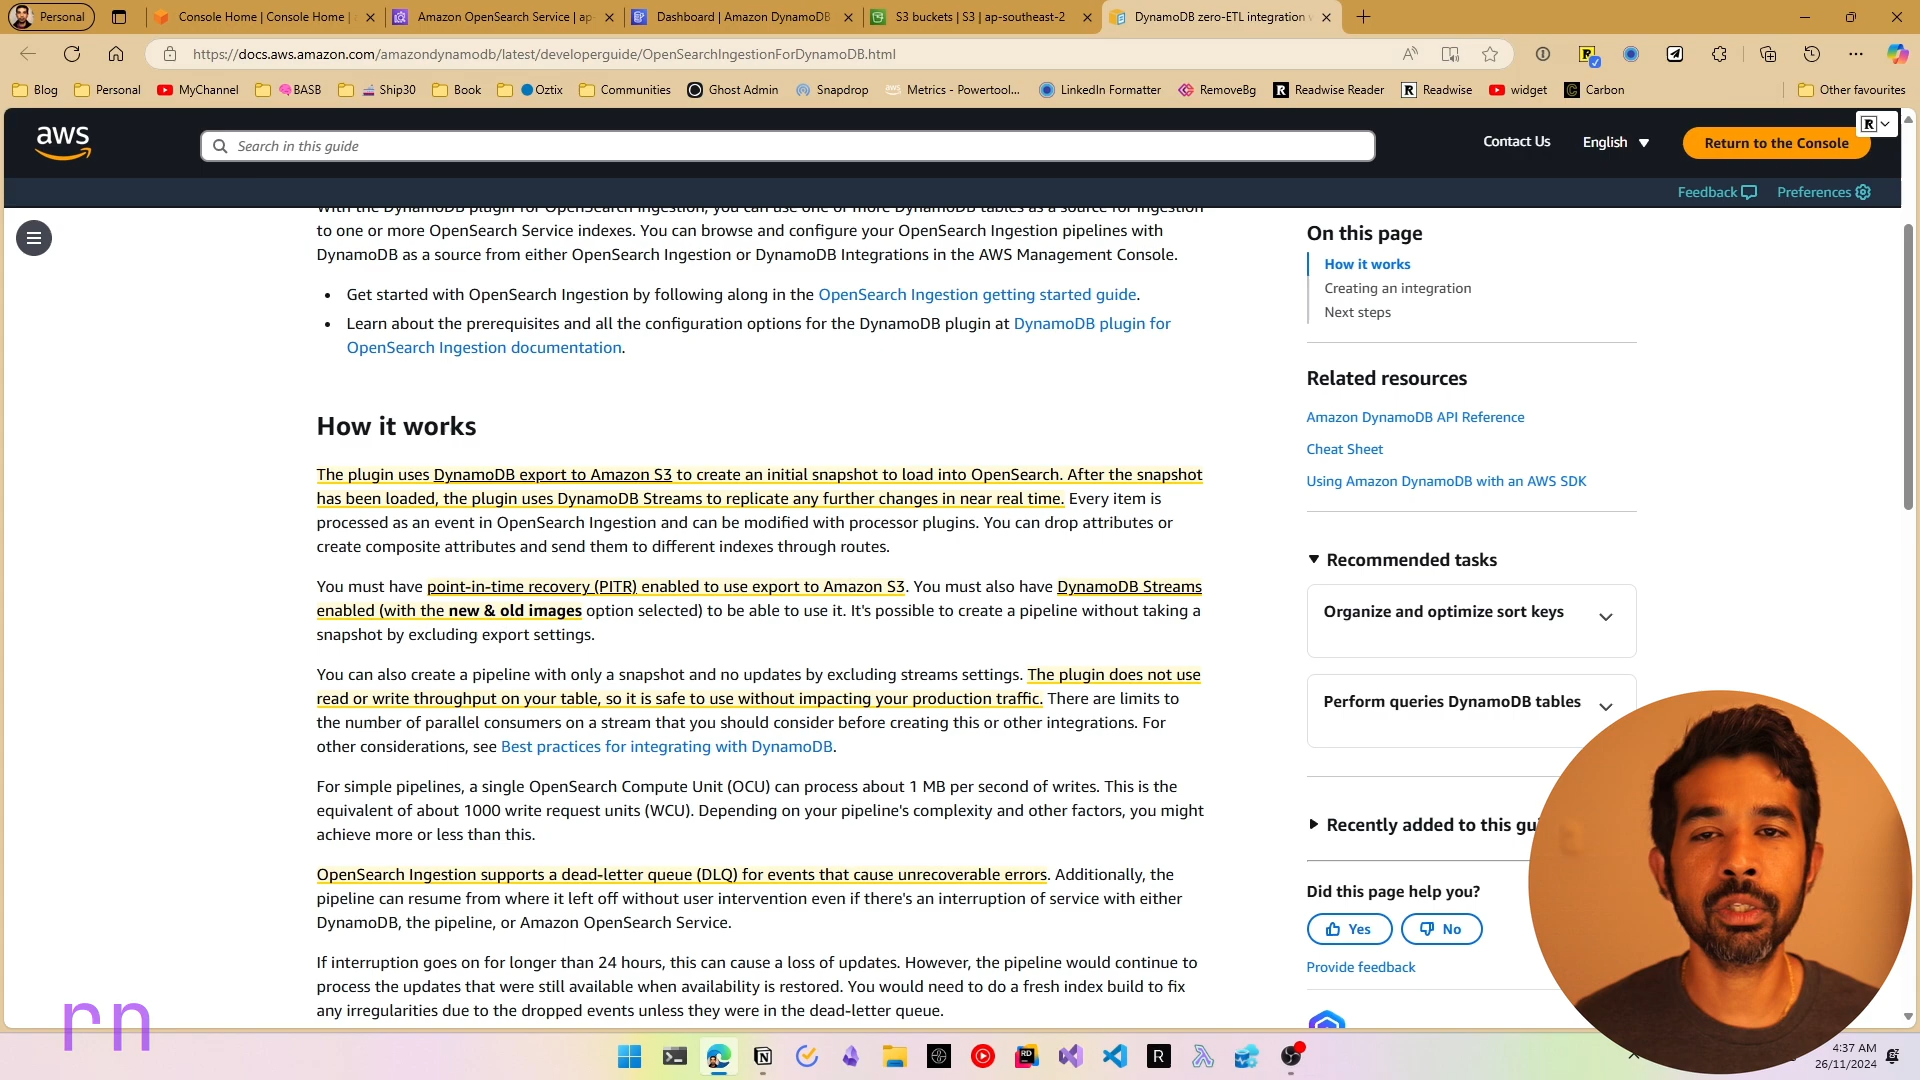 Personal
Console Home | Console Home |
Amazon OpenSearch Service | ap-
Dashboard | Amazon DynamoDB
S3 buckets | S3 | ap-southeast-2
DynamoDB zero-ETL integration
https://docs.aws.amazon.com/amazondynamodb/latest/developerguide/OpenSearchIngestionForDynamoDB.html
Blog
Personal
MyChannel
BASB
Ship30
Book
Oztix
Communities
Ghost Admin
Snapdrop
Metrics - Powertool...
LinkedIn Formatter
RemoveBg
Readwise Reader
Readwise
widget
Carbon
Other favourites
aws
Search in this guide
Contact Us
English
Return to the Console
Feedback
Preferences
with the DynamoDB plugin for OpenSearch Ingestion, you can use one or more DynamoDB tables as a source for ingestion
to one or more OpenSearch Service indexes. You can browse and configure your OpenSearch Ingestion pipelines with
DynamoDB as a source from either OpenSearch Ingestion or DynamoDB Integrations in the AWS Management Console.
• Get started with OpenSearch Ingestion by following along in the OpenSearch Ingestion getting started guide.
• Learn about the prerequisites and all the configuration options for the DynamoDB plugin at DynamoDB plugin for
OpenSearch Ingestion documentation.
How it works
The plugin uses DynamoDB export to Amazon S3 to create an initial snapshot to load into OpenSearch. After the snapshot
has been loaded, the plugin uses DynamoDB Streams to replicate any further changes in near real time. Every item is
processed as an event in OpenSearch Ingestion and can be modified with processor plugins. You can drop attributes or
create composite attributes and send them to different indexes through routes.
You must have point-in-time recovery (PITR) enabled to use export to Amazon S3. You must also have DynamoDB Streams
enabled (with the new & old images option selected) to be able to use it. It's possible to create a pipeline without taking a
snapshot by excluding export settings.
You can also create a pipeline with only a snapshot and no updates by excluding streams settings. The plugin does not use
read or write throughput on your table, so it is safe to use without impacting your production traffic. There are limits to
the number of parallel consumers on a stream that you should consider before creating this or other integrations. For
other considerations, see Best practices for integrating with DynamoDB.
For simple pipelines, a single OpenSearch Compute Unit (OCU) can process about 1 MB per second of writes. This is the
equivalent of about 1000 write request units (WCU). Depending on your pipeline's complexity and other factors, you might
achieve more or less than this.
OpenSearch Ingestion supports a dead-letter queue (DLQ) for events that cause unrecoverable errors. Additionally, the
pipeline can resume from where it left off without user intervention even if there's an interruption of service with either
DynamoDB, the pipeline, or Amazon OpenSearch Service.
If interruption goes on for longer than 24 hours, this can cause a loss of updates. However, the pipeline would continue to
process the updates that were still available when availability is restored. You would need to do a fresh index build to fix
any irregularities due to the dropped events unless they were in the dead-letter queue.
On this page
How it works
Creating an integration
Next steps
Related resources
Amazon DynamoDB API Reference
Cheat Sheet
Using Amazon DynamoDB with an AWS SDK
Recommended tasks
Organize and optimize sort keys
Perform queries DynamoDB tables
Recently added to this gui
Did this page help you?
Yes
No
Provide feedback
rn
4:37 AM
26/11/2024